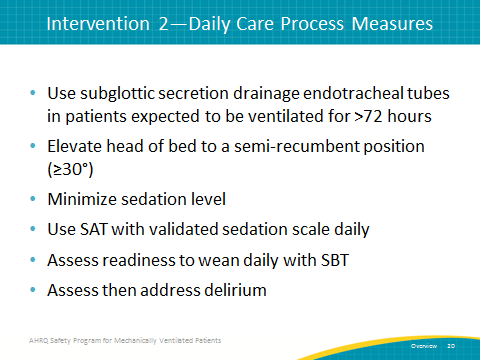 Intervention 2—Daily Care Process Measures
• Use subglottic secretion drainage endotracheal tubes
in patients expected to be ventilated for >72 hours
• Elevate head of bed to a semi-recumbent position
(≥30°)
• Minimize sedation level
• Use SAT with validated sedation scale daily
• Assess readiness to wean daily with SBT
• Assess then address delirium
AHRQ Safety Program for Mechanically Ventilated Patients
Overview 20